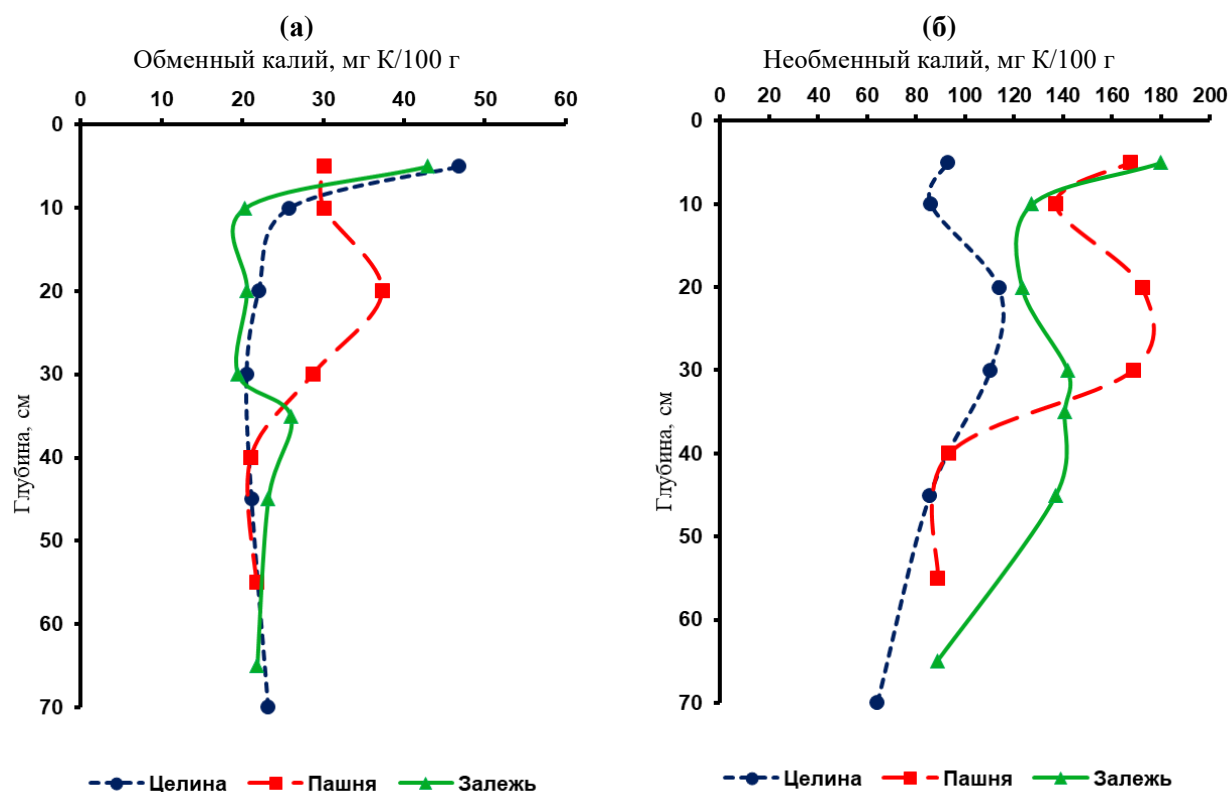 (а)
Обменный калий, мг К/100 г
0 10 20 30 40 50 60
0
10
20
30
40
50
60
70
Глубина, см
Целина Пашня Залежь
(б)
Необменный калий, мг К/100 г
0 20 40 60 80 100 120 140 160 180 200
0
10
20
30
40
50
60
70
Глубина, см
Целина Пашня Залежь